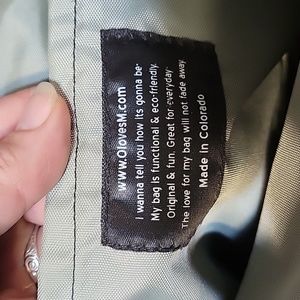 www.OlovesM.com
I wanna tell you how its gonna be
My bag is functional & eco-friendly.
Original & fun. Great for everyday.
The love for my bag will not fade away.
Made in Colorado